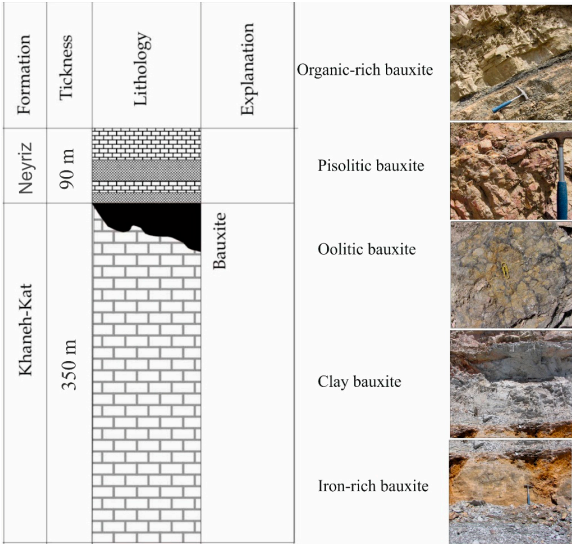 Formation
Tickness
Lithology
Explanation
Neyriz
90 m
Khaneh-Kat
350 m
Bauxite
Organic-rich bauxite
Pisolitic bauxite
Oolitic bauxite
Clay bauxite
Iron-rich bauxite